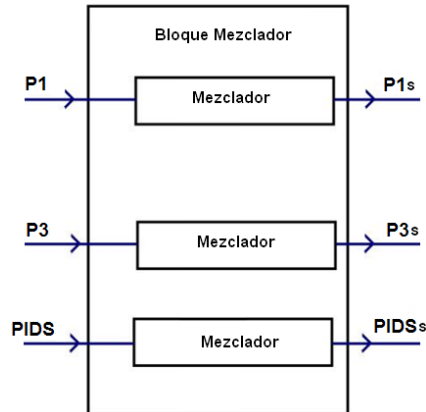 Bloque Mezclador
P1
Mezclador
P1s
P3
Mezclador
P3s
PIDS
Mezclador
PIDSs